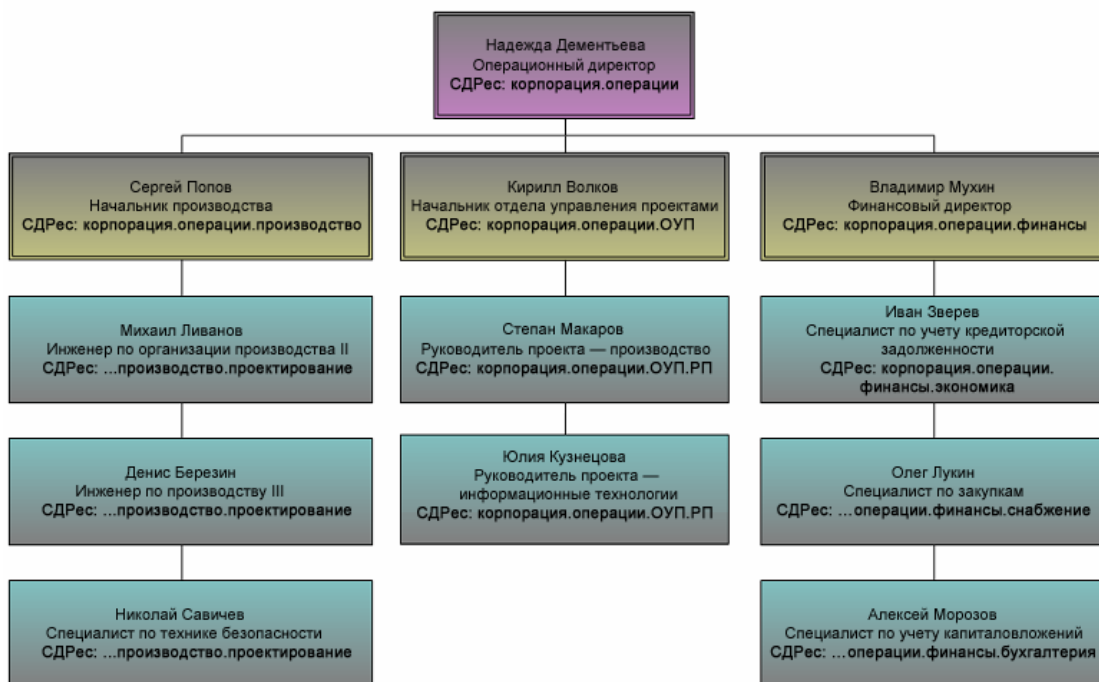 Надежда Дементьева
Операционный директор
СДРес: корпорация.операции
Сергей Попов
Начальник производства
СДРес: корпорация.операции.производство
Кирилл Волков
Начальник отдела управления проектами
СДРес: корпорация.операции.ОУП
Владимир Мухин
Финансовый директор
СДРес: корпорация.операции.финансы
Михаил Ливанов
Инженер по организации производства II
СДРес: ...производство.проектирование
Степан Макаров
Руководитель проекта — производство
СДРес: корпорация.операции.ОУП.РП
Иван Зверев
Специалист по учету кредиторской
задолженности
СДРес: корпорация.операции.
финансы.экономика
Денис Березин
Инженер по производству III
СДРес: ...производство.проектирование
Юлия Кузнецова
Руководитель проекта —
информационные технологии
СДРес: корпорация.операции.ОУП.РП
Олег Лукин
Специалист по закупкам
СДРес: ...операции.финансы.снабжение
Николай Савичев
Специалист по технике безопасности
СДРес: ...производство.проектирование
Алексей Морозов
Специалист по учету капиталовложений
СДРес: ...операции.финансы.бухгалтерия